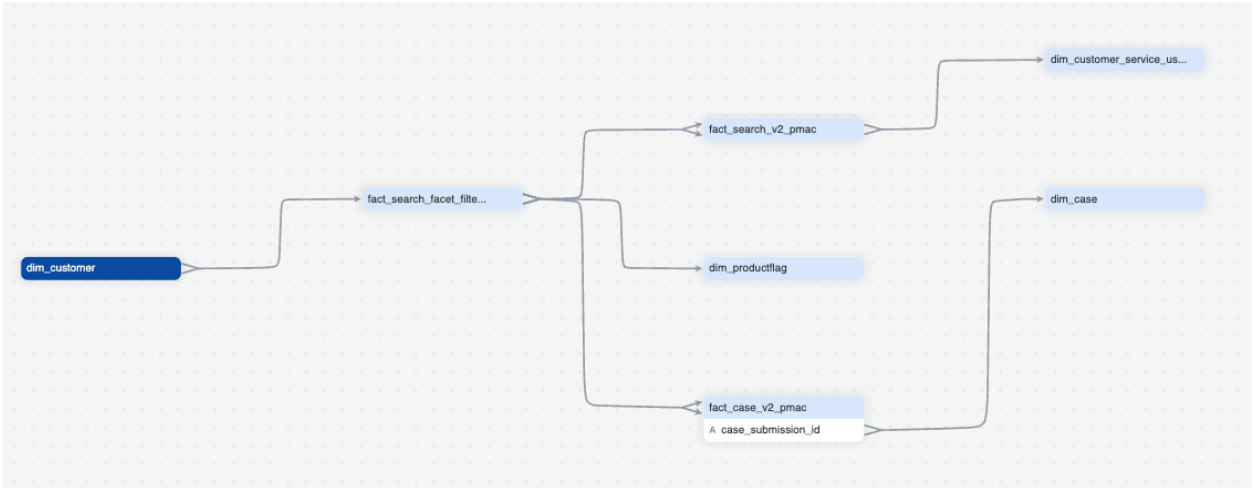 dim_customer_service_us...
fact_search_v2_pmac
fact_search_facet_filte...
dim_case
dim_customer
dim_productflag
fact_case_v2_pmac
A case_submission_id